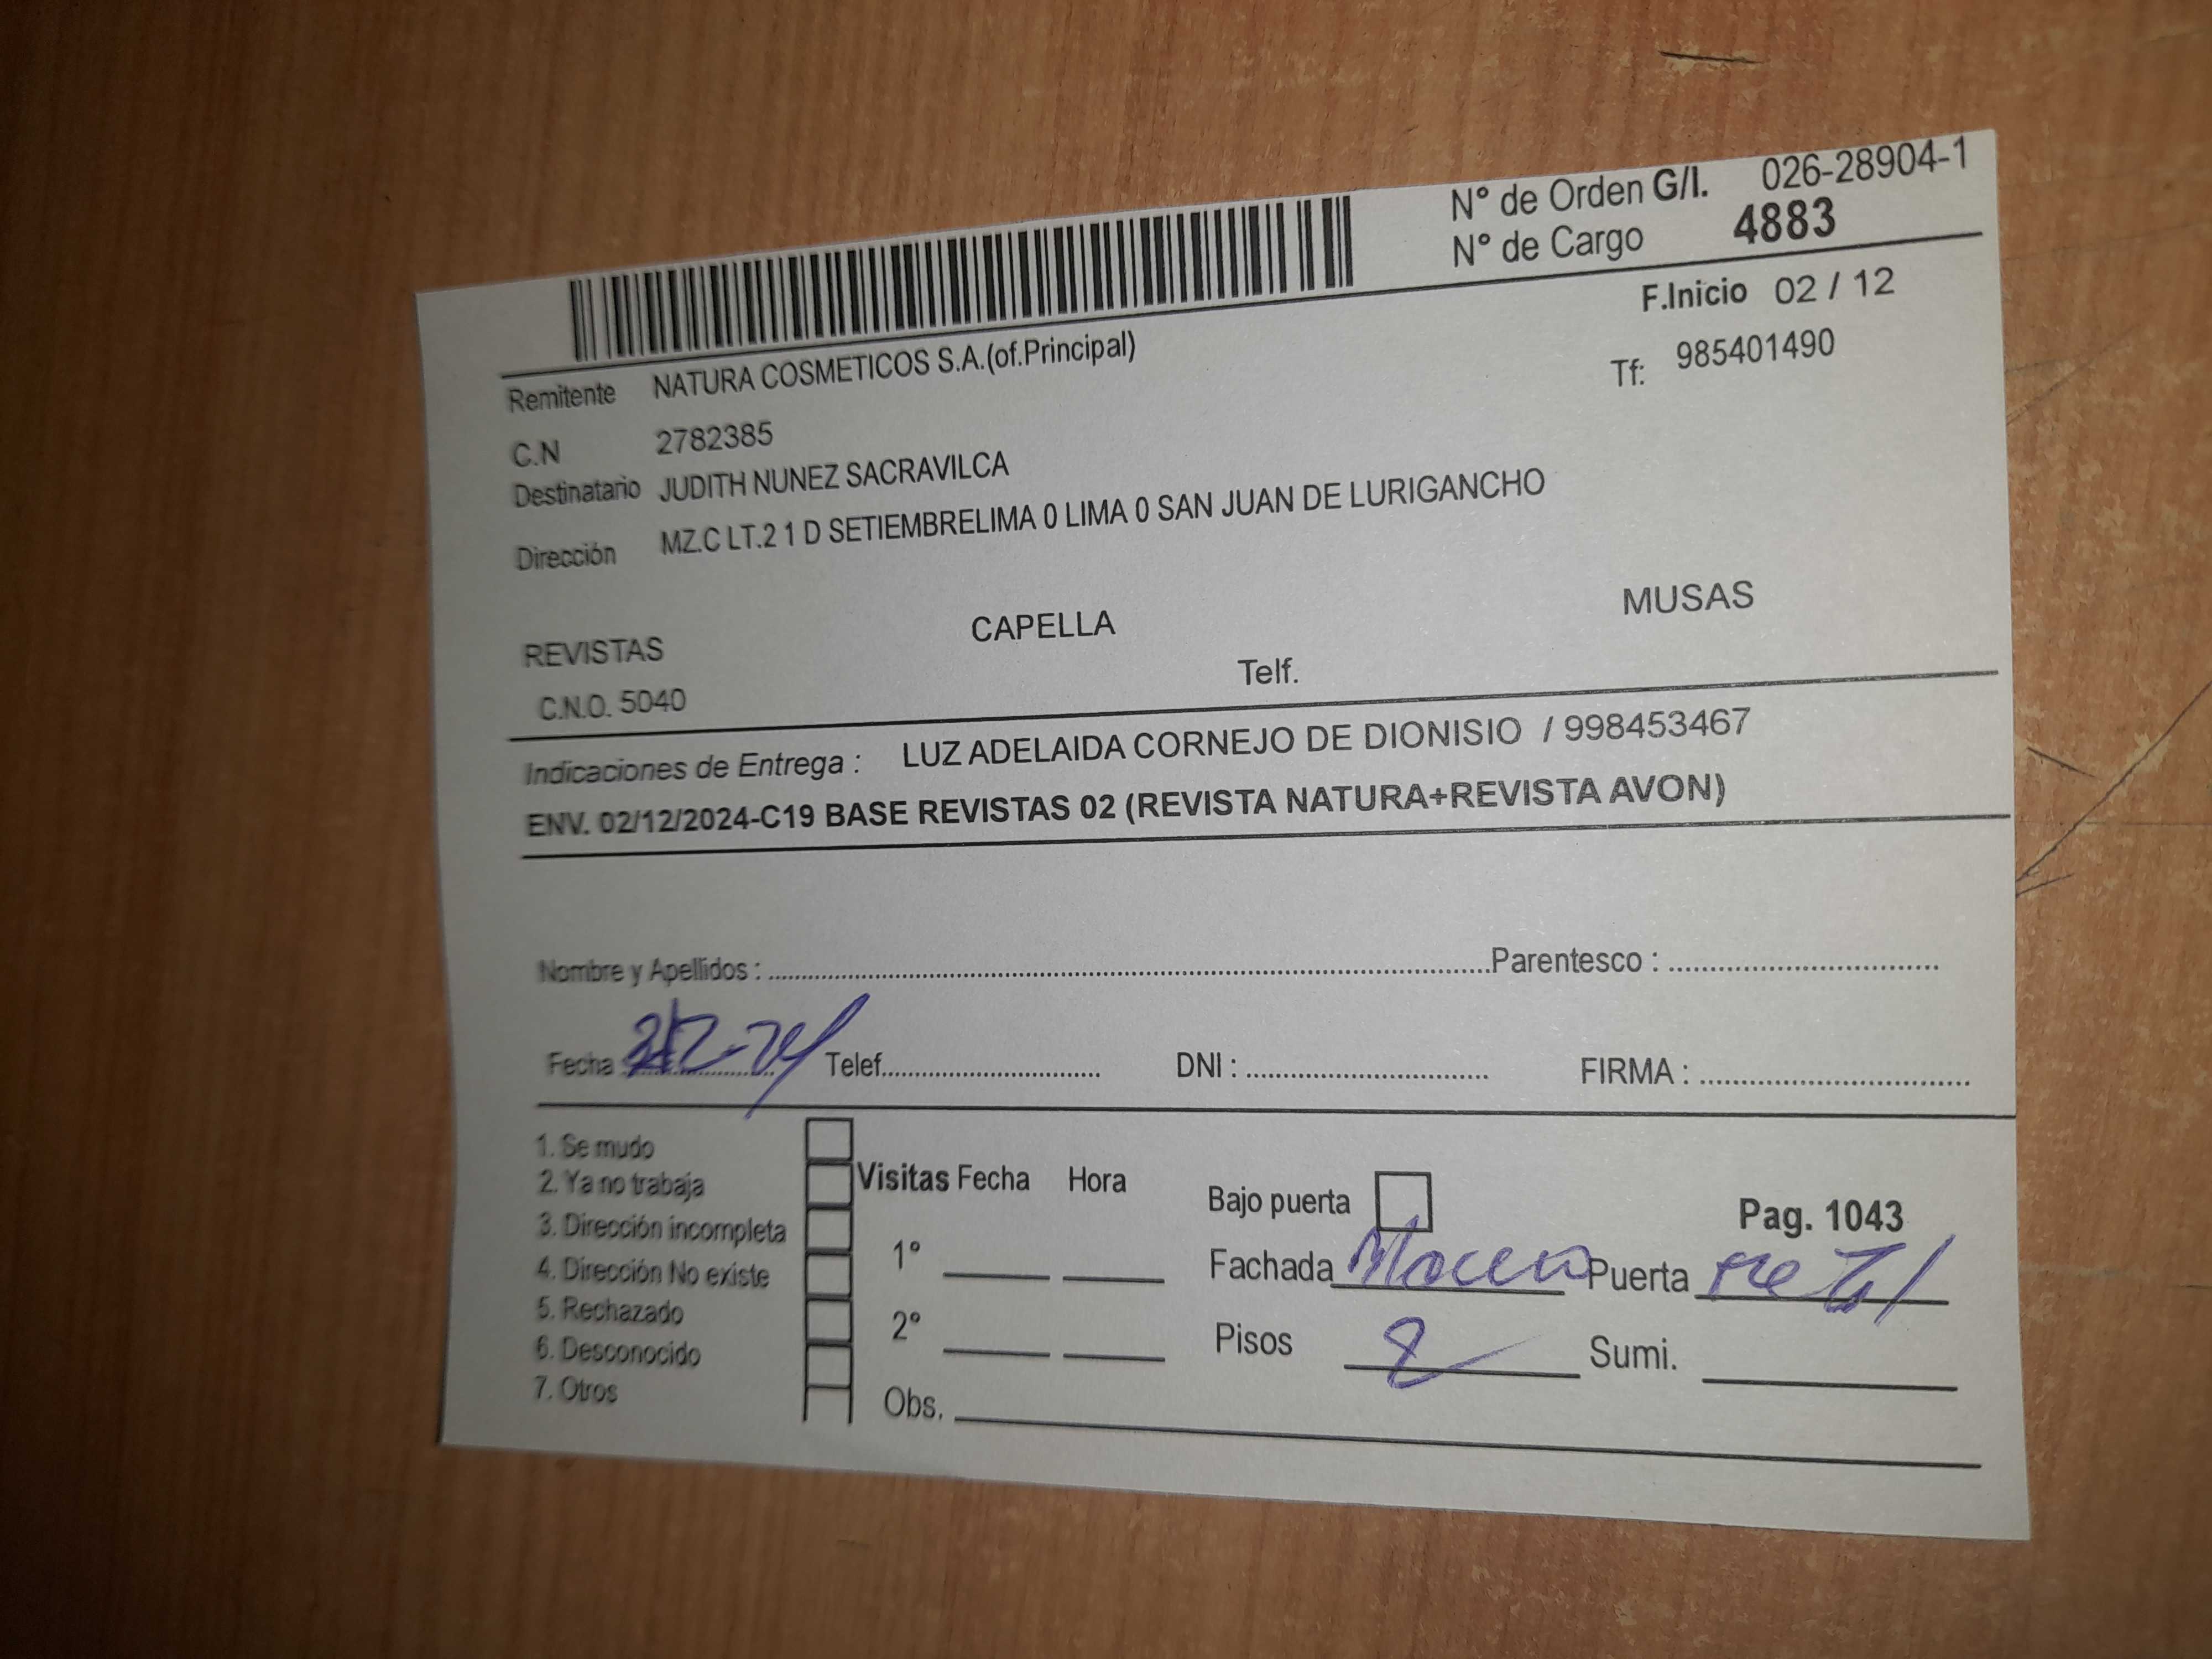 N° de Orden G/I. 026-28904-1
N° de Cargo 4883
F.Inicio 02 / 12
Remitente NATURA COSMETICOS S.A.(of.Principal)
Tf: 985401490
C.N 2782385
Destinatario JUDITH NUNEZ SACRAVILCA
Dirección MZ.C LT.2 1 D SETIEMBRELIMA 0 LIMA 0 SAN JUAN DE LURIGANCHO
REVISTAS CAPELLA MUSAS
C.N.O. 5040 Telf.
Indicaciones de Entrega : LUZ ADELAIDA CORNEJO DE DIONISIO / 998453467
ENV. 02/12/2024-C19 BASE REVISTAS 02 (REVISTA NATURA+REVISTA AVON)
Nombre y Apellidos : Parentesco :
Fecha : Telef. DNI : FIRMA :
1. Se mudo
2. Ya no trabaja Visitas Fecha Hora Bajo puerta Pag. 1043
3. Dirección incompleta
4. Dirección No existe 1° Fachada Puerta
5. Rechazado
6. Desconocido 2° Pisos 2 Sumi.
7. Otros Obs.